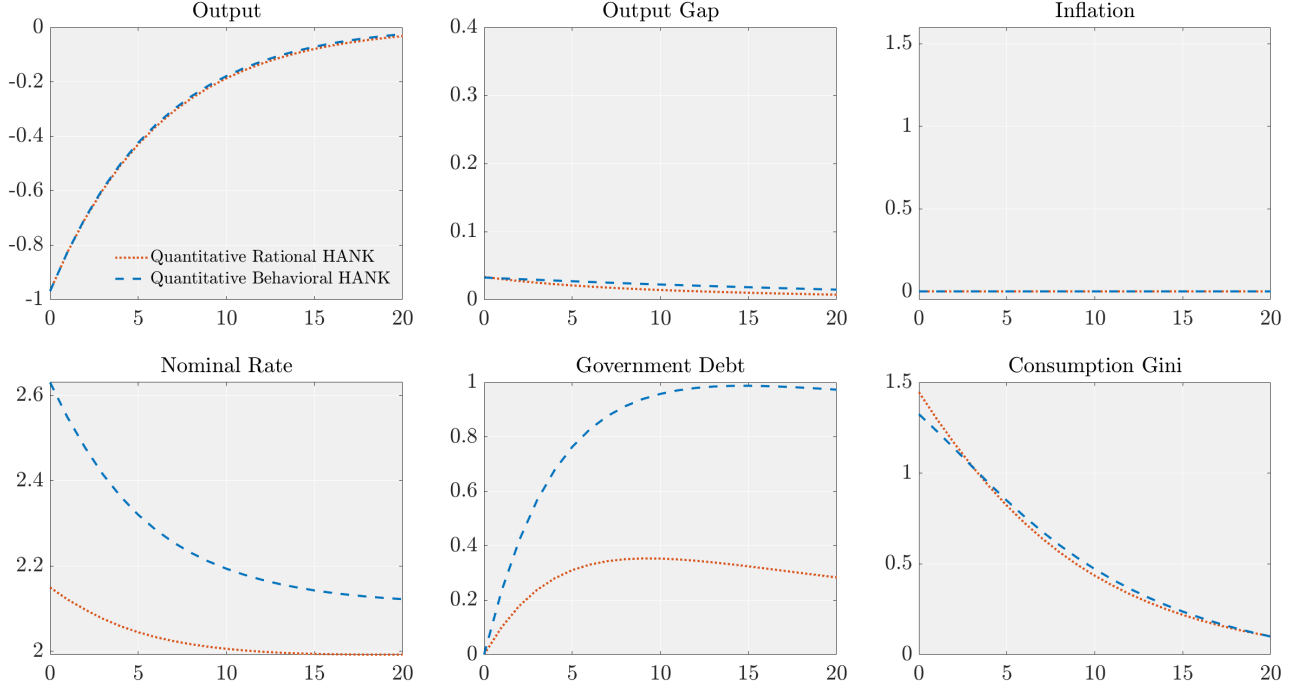 Output
0
-0.2
-0.4
-0.6
-0.8
-1
0 5 10 15 20
Quantitative Rational HANK
Quantitative Behavioral HANK
Output Gap
0.4
0.3
0.2
0.1
0
0 5 10 15 20
Inflation
1.5
1
0.5
0
0 5 10 15 20
Nominal Rate
2.6
2.4
2.2
2
0 5 10 15 20
Government Debt
1
0.8
0.6
0.4
0.2
0
0 5 10 15 20
Consumption Gini
1.5
1
0.5
0
0 5 10 15 20